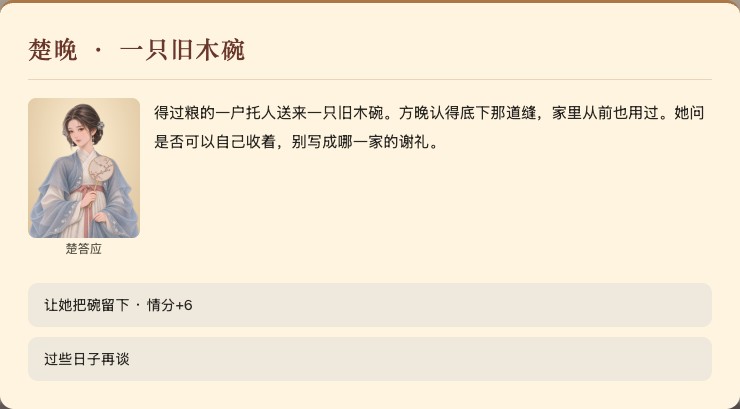 楚晚 · 一只旧木碗
得过粮的一户托人送来一只旧木碗。方晚认得底下那道缝，家里从前也用过。她问
是否可以自己收着，别写成哪一家的谢礼。
楚答应
让她把碗留下 · 情分+6
过些日子再谈